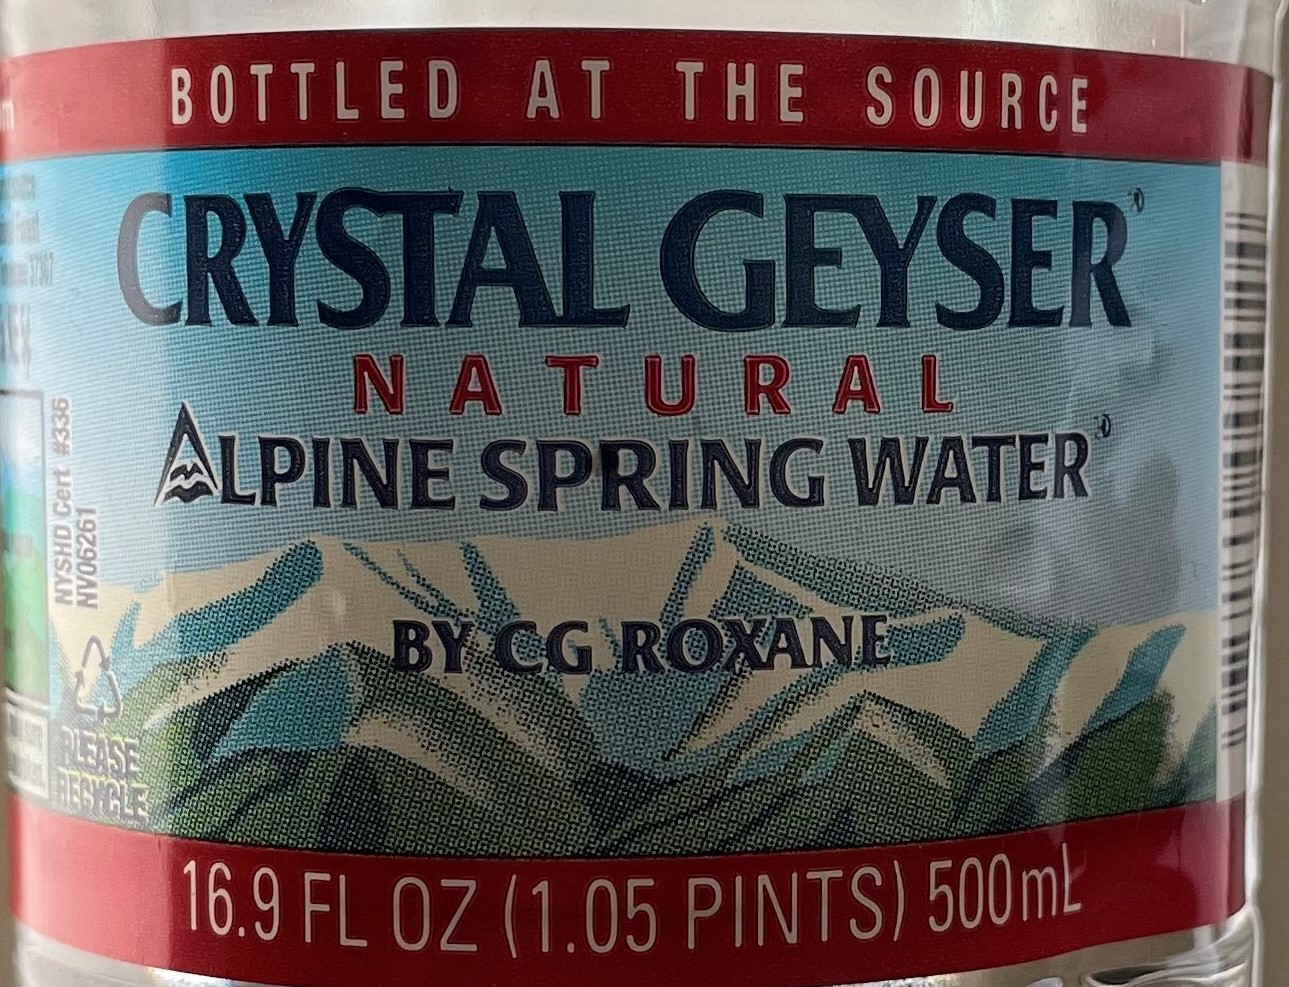 BOTTLED AT THE SOURCE
CRYSTAL GEYSER
NATURAL
ALPINE SPRING WATER
BY CG ROXANE
NYSHD Cert #336
NV06261
PLEASE
RECYCLE
16.9 FL OZ (1.05 PINTS) 500mL